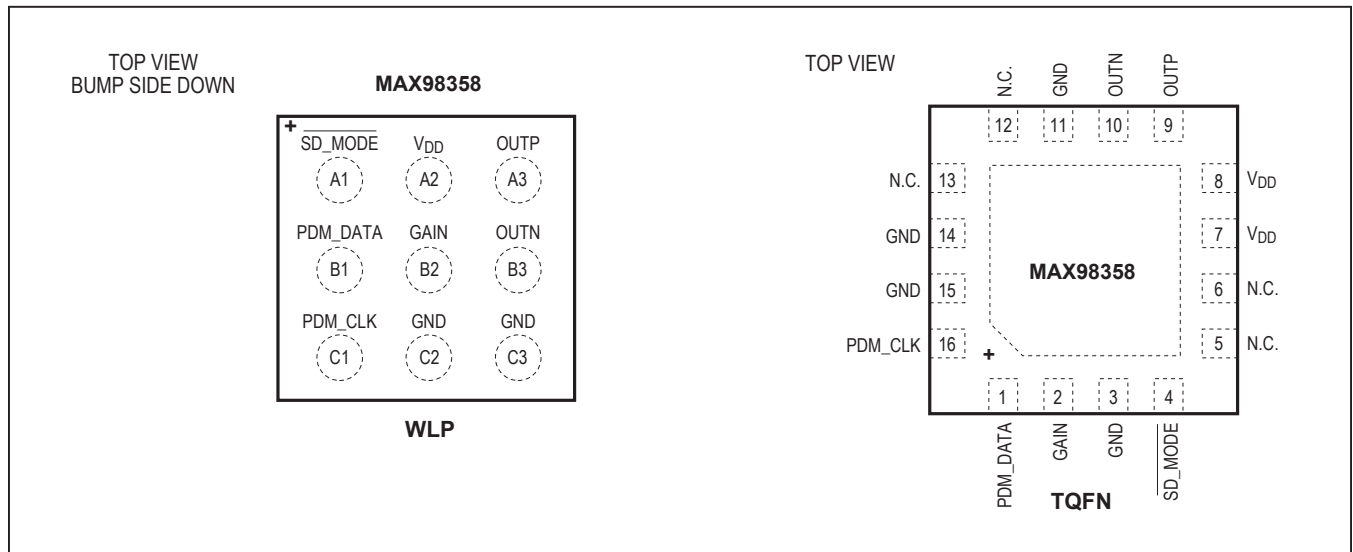 TOP VIEW
BUMP SIDE DOWN
MAX98358
+
SD_MODE VDD OUTP
A1 A2 A3
PDM_DATA GAIN OUTN
B1 B2 B3
PDM_CLK GND GND
C1 C2 C3
WLP
TOP VIEW
N.C. GND OUTN OUTP
12 11 10 9
N.C. 13
GND 14
GND 15
PDM_CLK 16
8 VDD
7 VDD
6 N.C.
5 N.C.
MAX98358
+
1 2 3 4
PDM_DATA GAIN GND SD_MODE
TQFN